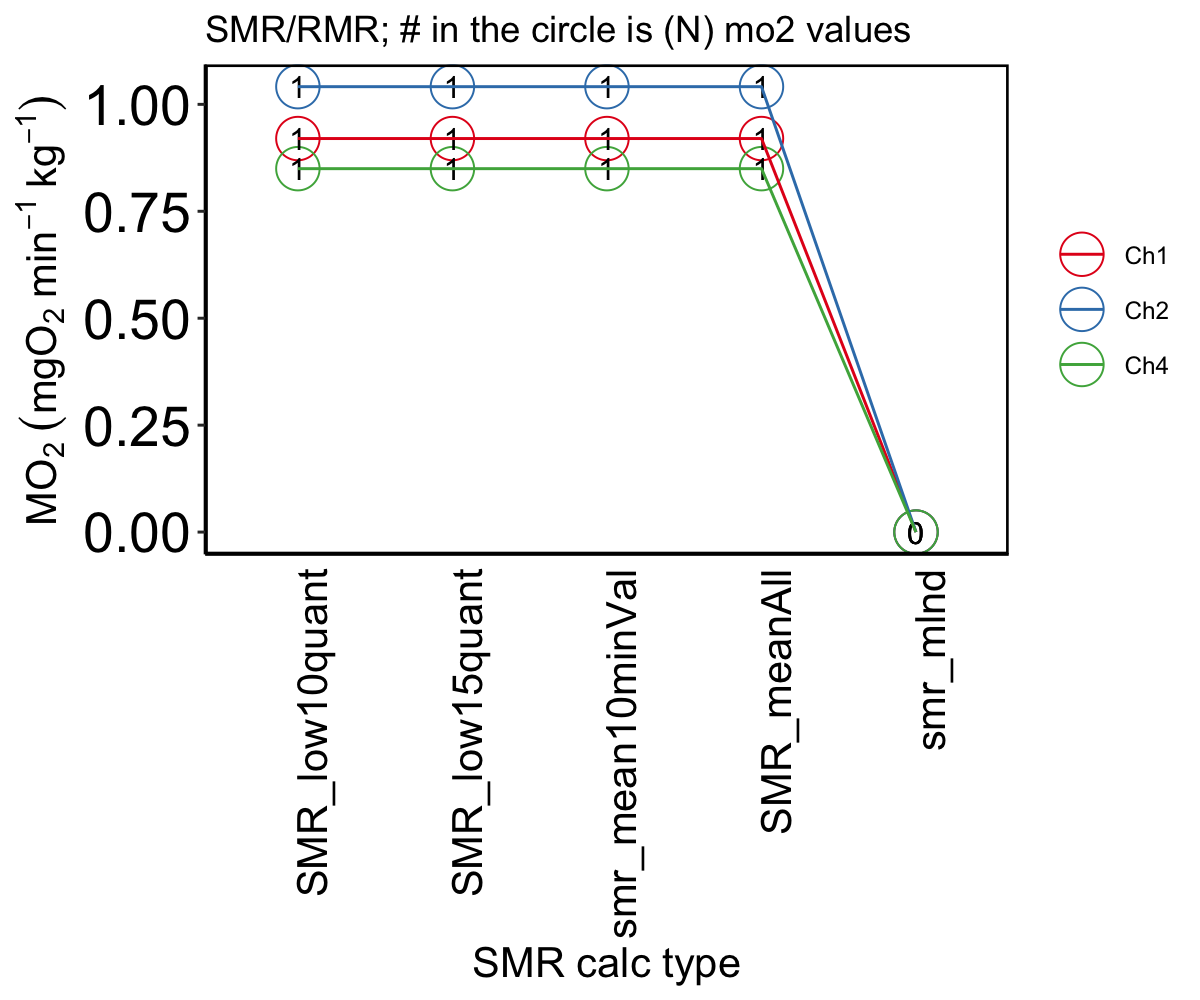 SMR/RMR; # in the circle is (N) mo2 values
MO₂ (mgO₂ min⁻¹ kg⁻¹)
1.00
0.75
0.50
0.25
0.00
1 1 1 1
1 1 1 1
1 1 1 1
0
Ch1
Ch2
Ch4
SMR_low10quant
SMR_low15quant
smr_mean10minVal
SMR_meanAll
smr_mlnd
SMR calc type